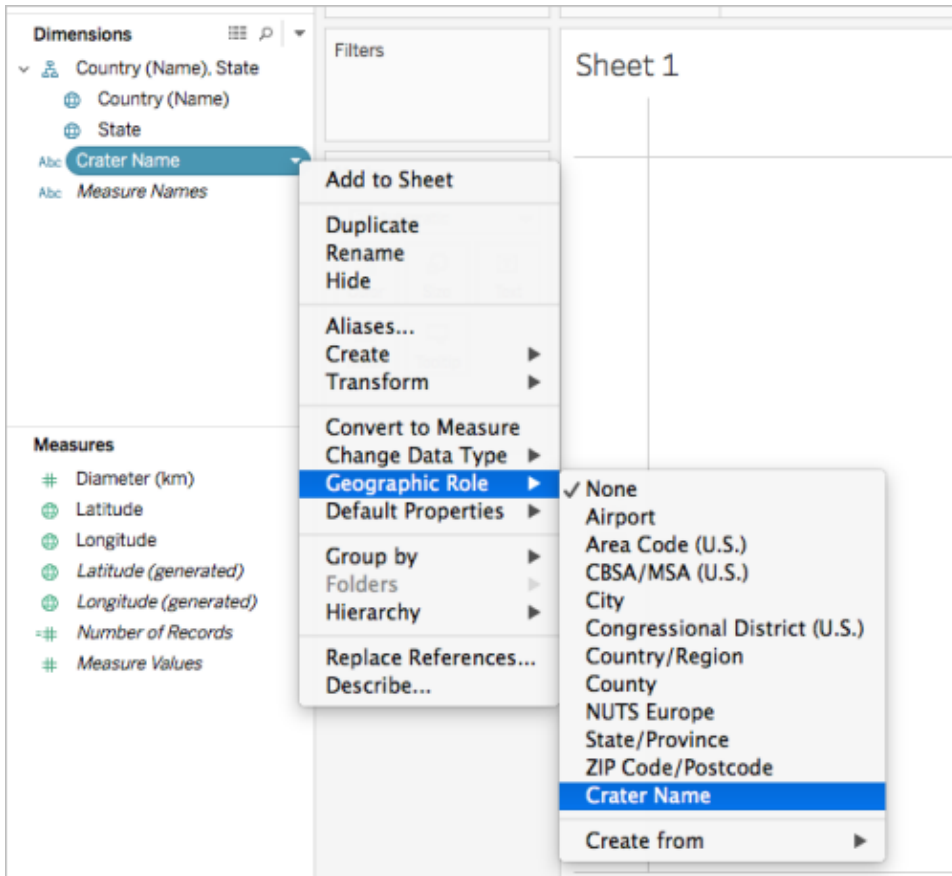 Dimensions
Country (Name), State
Country (Name)
State
Abc Crater Name
Abc Measure Names
Measures
Diameter (km)
Latitude
Longitude
Latitude (generated)
Longitude (generated)
=# Number of Records
# Measure Values
Filters
Sheet 1
Add to Sheet
Duplicate
Rename
Hide
Aliases...
Create
Transform
Convert to Measure
Change Data Type
Geographic Role
Default Properties
Group by
Folders
Hierarchy
Replace References...
Describe...
✓ None
Airport
Area Code (U.S.)
CBSA/MSA (U.S.)
City
Congressional District (U.S.)
Country/Region
County
NUTS Europe
State/Province
ZIP Code/Postcode
Crater Name
Create from